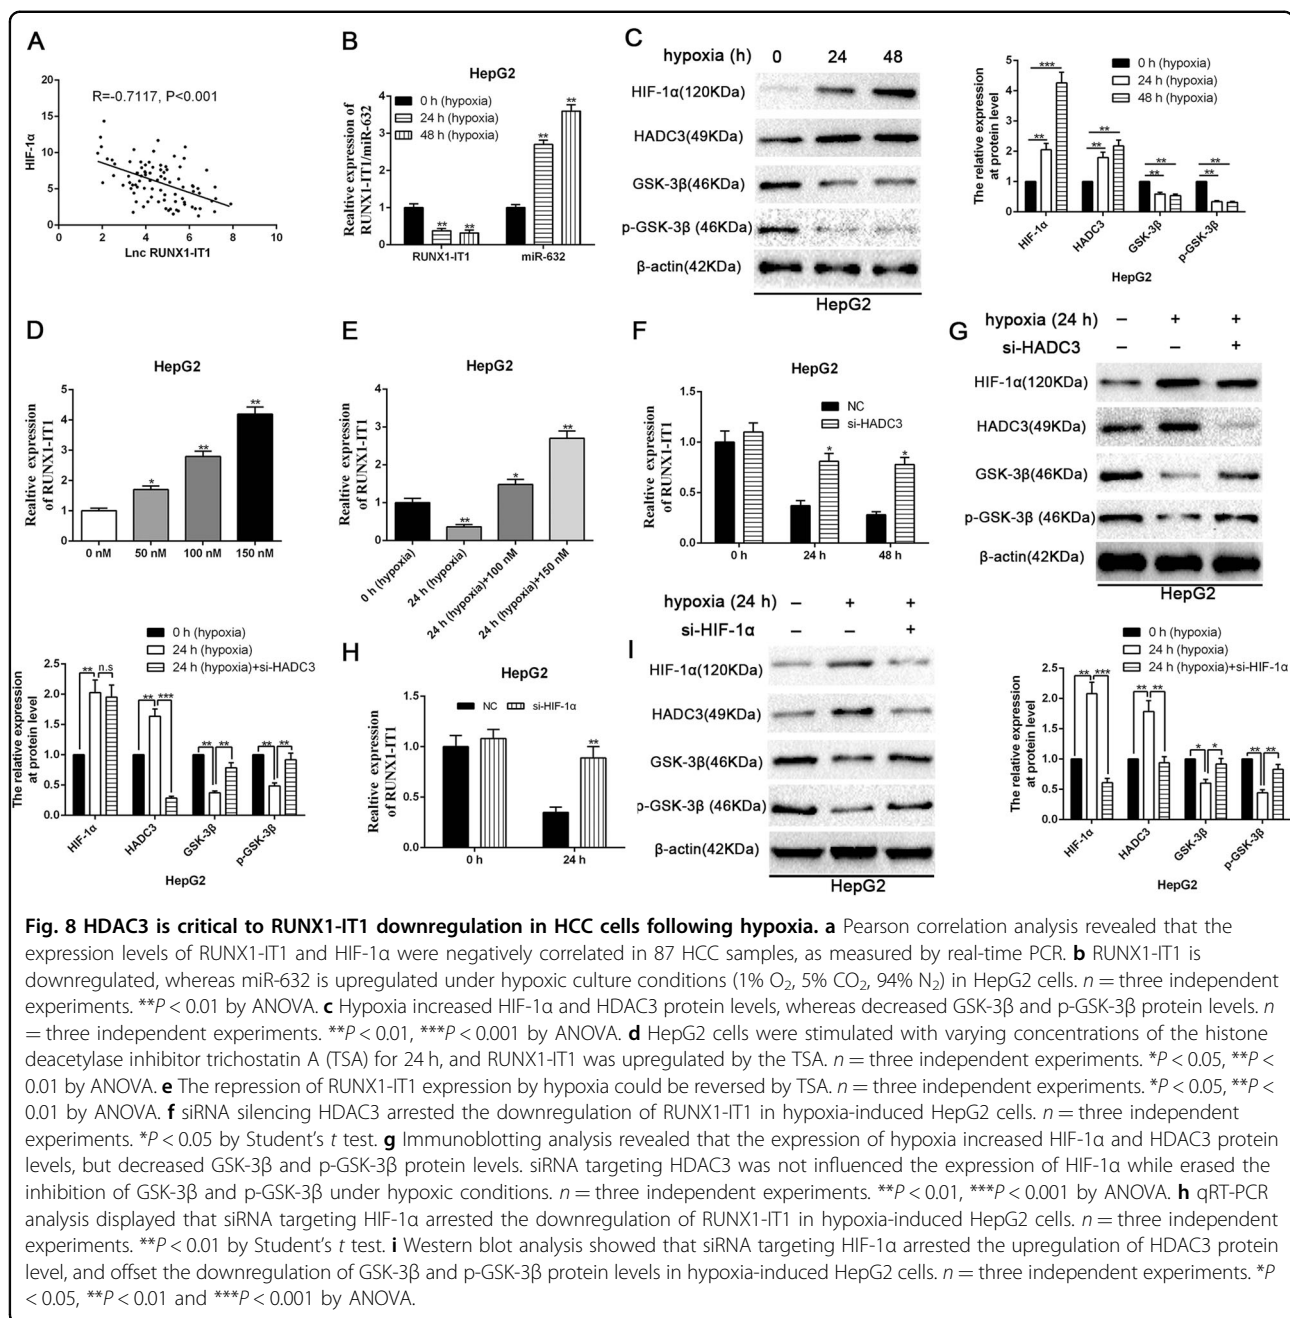 A
R=-0.7117, P<0.001
HIF-1α
20
15
10
5
0
0 2 4 6 8 10
Lnc RUNX1-IT1
B
HepG2
0 h (hypoxia)
24 h (hypoxia)
48 h (hypoxia)
Realtive expression of
RUNX1-IT1/miR-632
4
3
2
1
0
** **
** **
RUNX1-IT1 miR-632
C
hypoxia (h) 0 24 48
HIF-1α(120KDa)
HADC3(49KDa)
GSK-3β(46KDa)
p-GSK-3β (46KDa)
β-actin(42KDa)
HepG2
0 h (hypoxia)
24 h (hypoxia)
48 h (hypoxia)
The relative expression
at protein level
5
4
3
2
1
0
***
**
**
**
**
**
**
**
HIF-1α HADC3 GSK-3β p-GSK-3β
HepG2
D
HepG2
Realtive expression
of RUNX1-IT1
5
4
3
2
1
0
* ** **
0 nM 50 nM 100 nM 150 nM
E
HepG2
Realtive expression
of RUNX1-IT1
4
3
2
1
0
** * **
0 h (hypoxia)
24 h (hypoxia)
24 h (hypoxia)+100 nM
24 h (hypoxia)+150 nM
F
HepG2
NC
si-HADC3
Realtive expression
of RUNX1-IT1
1.5
1.0
0.5
0.0
* *
0 h 24 h 48 h
G
hypoxia (24 h) – + +
si-HADC3 – – +
HIF-1α(120KDa)
HADC3(49KDa)
GSK-3β(46KDa)
p-GSK-3β (46KDa)
β-actin(42KDa)
HepG2
0 h (hypoxia)
24 h (hypoxia)
24 h (hypoxia)+si-HADC3
The relative expression
at protein level
2.5
2.0
1.5
1.0
0.5
0.0
** n.s
** ***
** **
** **
HIF-1α HADC3 GSK-3β p-GSK-3β
HepG2
H
HepG2
NC si-HIF-1α
Realtive expression
of RUNX1-IT1
1.5
1.0
0.5
0.0
**
0 h 24 h
I
hypoxia (24 h) – + +
si-HIF-1α – – +
HIF-1α(120KDa)
HADC3(49KDa)
GSK-3β(46KDa)
p-GSK-3β (46KDa)
β-actin(42KDa)
HepG2
0 h (hypoxia)
24 h (hypoxia)
24 h (hypoxia)+si-HIF-1α
The relative expression
at protein level
2.5
2.0
1.5
1.0
0.5
0.0
** ***
** **
* *
** **
HIF-1α HADC3 GSK-3β p-GSK-3β
HepG2
Fig. 8 HDAC3 is critical to RUNX1-IT1 downregulation in HCC cells following hypoxia. a Pearson correlation analysis revealed that the
expression levels of RUNX1-IT1 and HIF-1α were negatively correlated in 87 HCC samples, as measured by real-time PCR. b RUNX1-IT1 is
downregulated, whereas miR-632 is upregulated under hypoxic culture conditions (1% O₂, 5% CO₂, 94% N₂) in HepG2 cells. n = three independent
experiments. **P < 0.01 by ANOVA. c Hypoxia increased HIF-1α and HDAC3 protein levels, whereas decreased GSK-3β and p-GSK-3β protein levels. n
= three independent experiments. **P < 0.01, ***P < 0.001 by ANOVA. d HepG2 cells were stimulated with varying concentrations of the histone
deacetylase inhibitor trichostatin A (TSA) for 24 h, and RUNX1-IT1 was upregulated by the TSA. n = three independent experiments. *P < 0.05, **P <
0.01 by ANOVA. e The repression of RUNX1-IT1 expression by hypoxia could be reversed by TSA. n = three independent experiments. *P < 0.05, **P <
0.01 by ANOVA. f siRNA silencing HDAC3 arrested the downregulation of RUNX1-IT1 in hypoxia-induced HepG2 cells. n = three independent
experiments. *P < 0.05 by Student's t test. g Immunoblotting analysis revealed that the expression of hypoxia increased HIF-1α and HDAC3 protein
levels, but decreased GSK-3β and p-GSK-3β protein levels. siRNA targeting HDAC3 was not influenced the expression of HIF-1α while erased the
inhibition of GSK-3β and p-GSK-3β under hypoxic conditions. n = three independent experiments. **P < 0.01, ***P < 0.001 by ANOVA. h qRT-PCR
analysis displayed that siRNA targeting HIF-1α arrested the downregulation of RUNX1-IT1 in hypoxia-induced HepG2 cells. n = three independent
experiments. **P < 0.01 by Student's t test. i Western blot analysis showed that siRNA targeting HIF-1α arrested the upregulation of HDAC3 protein
level, and offset the downregulation of GSK-3β and p-GSK-3β protein levels in hypoxia-induced HepG2 cells. n = three independent experiments. *P
< 0.05, **P < 0.01 and ***P < 0.001 by ANOVA.